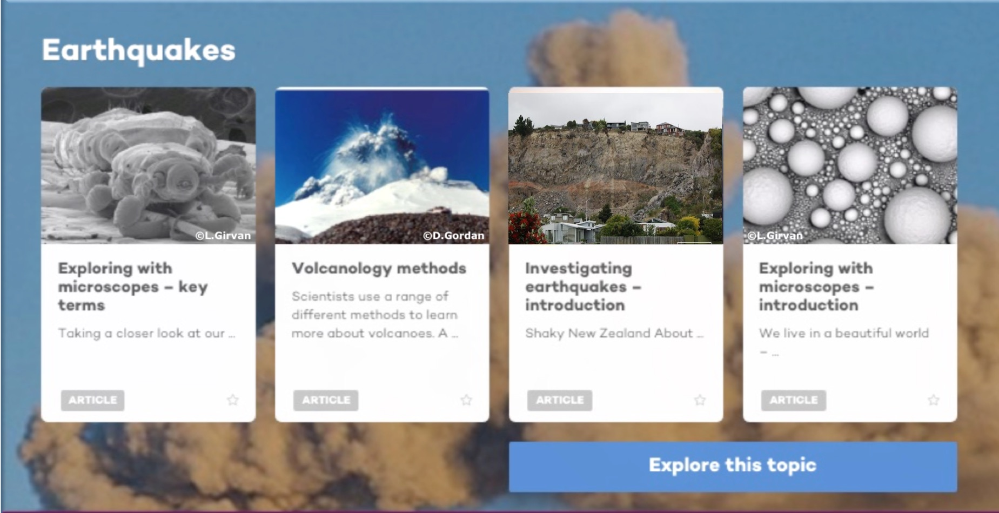 Earthquakes
©L.Girvan
Exploring with
microscopes – key
terms
Taking a closer look at our ...
ARTICLE
©D.Gordan
Volcanology methods
Scientists use a range of
different methods to learn
more about volcanoes. A ...
ARTICLE
Investigating
earthquakes –
introduction
Shaky New Zealand About ...
ARTICLE
©L.Girvan
Exploring with
microscopes –
introduction
We live in a beautiful world
– ...
ARTICLE
Explore this topic